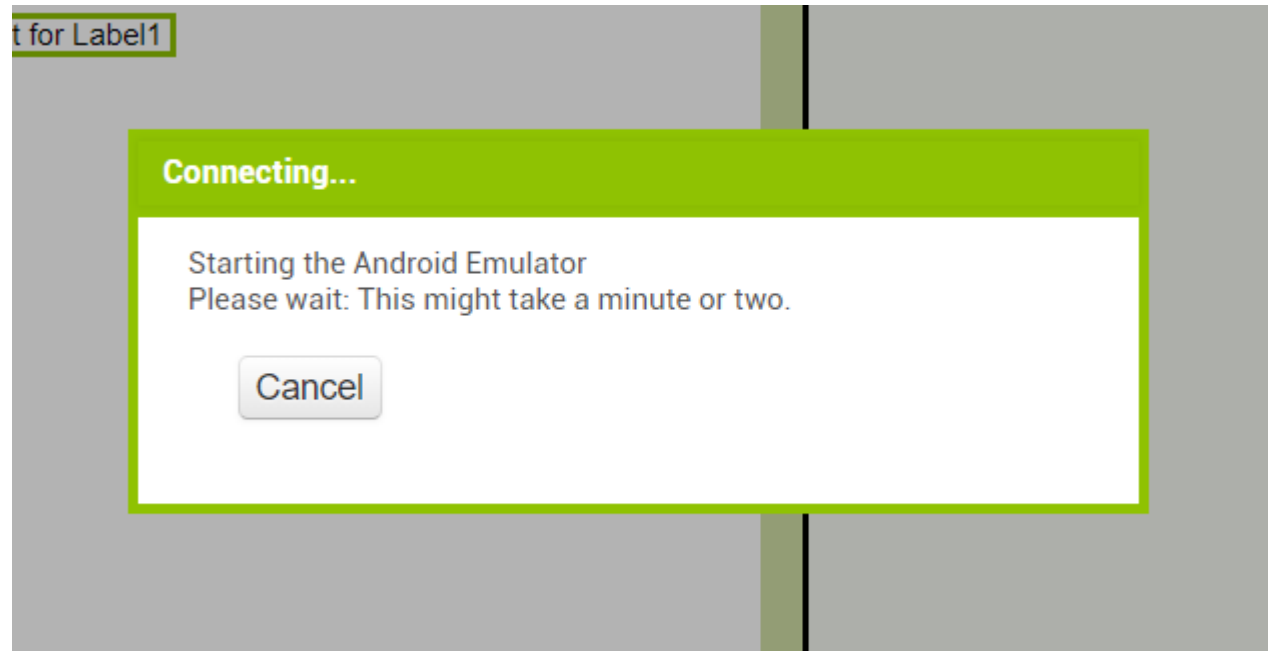 t for Label1
Connecting...
Starting the Android Emulator
Please wait: This might take a minute or two.
Cancel